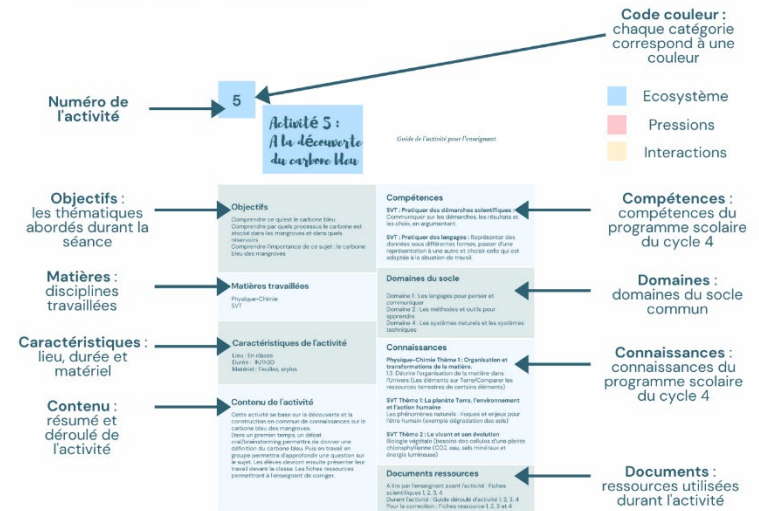 Code couleur :
chaque catégorie
correspond à une
couleur
Ecosystème
Pressions
Interactions
Numéro de
l'activité
5
Activité 5 :
A la découverte
du carbone bleu
Guide de l'activité pour l'enseignant
Objectifs :
les thématiques
abordés durant la
séance
Matières :
disciplines
travaillées
Caractéristiques :
lieu, durée et
matériel
Contenu :
résumé et
déroulé de
l'activité
Objectifs
Comprendre ce qu'est le carbone bleu
Comprendre par quels processus le carbone est
stocké dans les mangroves et dans quels
réservoirs
Comprendre l'importance de ce sujet : le carbone
bleu des mangroves
Matières travaillées
Physique-Chimie
SVT
Caractéristiques de l'activité
Lieu : En classe
Durée : 1h/1h30
Matériel : Feuilles, stylos
Contenu de l'activité
Cette activité se base sur la découverte et la
construction en commun de connaissances sur le
carbone bleu des mangroves.
Dans un premier temps, un débat
oral/brainstorming permettra de donner une
définition du carbone bleu. Puis en travail en
groupe permettra d'approfondir une question sur
le sujet. Les élèves devront ensuite présenter leur
travail devant la classe. Les fiches ressources
permettront à l'enseignant de corriger.
Compétences
SVT : Pratiquer des démarches scientifiques :
Communiquer sur les démarches, les résultats et
les choix, en argumentant.
SVT : Pratiquer des langages : Représenter des
données sous différentes formes, passer d'une
représentation à une autre et choisir celle qui est
adaptée à la situation de travail.
Domaines du socle
Domaine 1 : Les langages pour penser et
communiquer
Domaine 2 : Les méthodes et outils pour
apprendre
Domaine 4 : Les systèmes naturels et les systèmes
techniques
Connaissances
Physique-Chimie Thème 1 : Organisation et
transformations de la matière.
1.3. Décrire l'organisation de la matière dans
l'Univers (Les éléments sur Terre/Comparer les
ressources terrestres de certains éléments)
SVT Thème 1: La planète Terre, l'environnement
et l'action humaine
Les phénomènes naturels : risques et enjeux pour
l'être humain (exemple dégradation des sols)
SVT Thème 2 : Le vivant et son évolution
Biologie végétale (besoins des cellules d'une plante
chlorophyllienne (CO2, eau, sels minéraux et
énergie lumineuse)
Documents ressources
A lire par l'enseignant avant l'activité : Fiches
scientifiques 1, 2, 3, 4
Durant l'activité : Guide déroulé d'activité 1, 2, 3, 4
Pour la correction : Fiches ressource 1, 2, 3 et 4
Compétences :
compétences du
programme scolaire
du cycle 4
Domaines :
domaines du socle
commun
Connaissances :
connaissances du
programme scolaire
du cycle 4
Documents :
ressources utilisées
durant l'activité